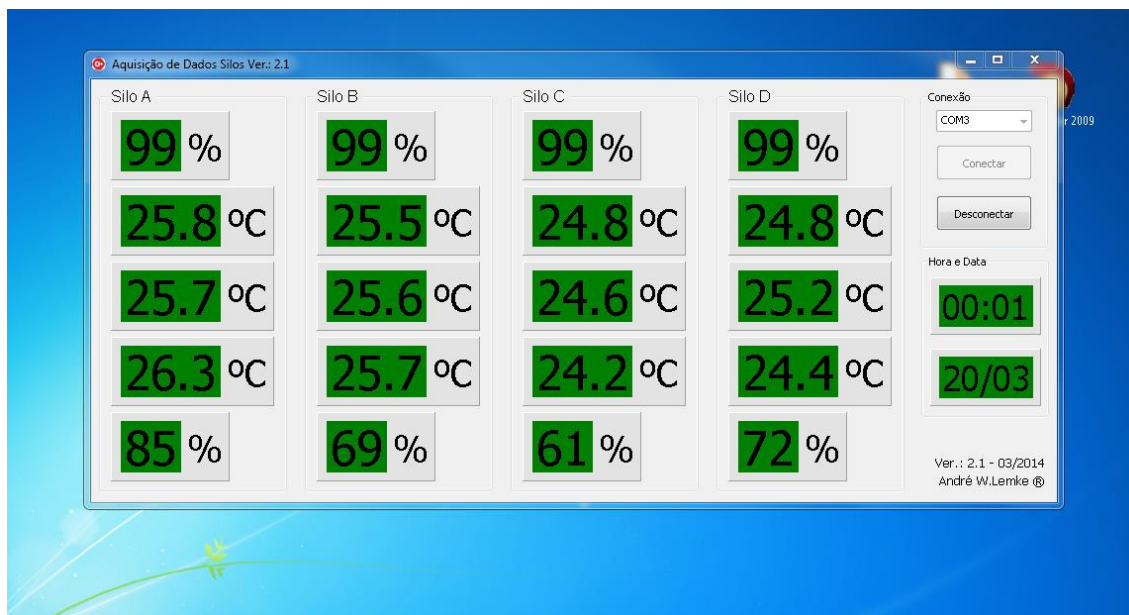 Aquisição de Dados Silos Ver.: 2.1
Silo A
99 %
25.8 ºC
25.7 ºC
26.3 ºC
85 %
Silo B
99 %
25.5 ºC
25.6 ºC
25.7 ºC
69 %
Silo C
99 %
24.8 ºC
24.6 ºC
24.2 ºC
61 %
Silo D
99 %
24.8 ºC
25.2 ºC
24.4 ºC
72 %
Conexão
COM3
Conectar
Desconectar
Hora e Data
00:01
20/03
Ver.: 2.1 - 03/2014
André W.Lemke ®
2009